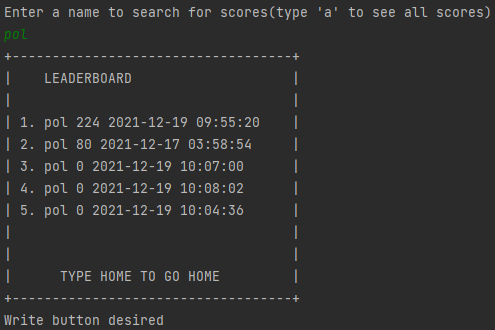 Enter a name to search for scores(type 'a' to see all scores)
pol
+-----------------------------------+
|    LEADERBOARD                    |
|                                   |
| 1. pol 224 2021-12-19 09:55:20    |
| 2. pol 80 2021-12-17 03:58:54     |
| 3. pol 0 2021-12-19 10:07:00      |
| 4. pol 0 2021-12-19 10:08:02      |
| 5. pol 0 2021-12-19 10:04:36      |
|                                   |
|                                   |
|      TYPE HOME TO GO HOME         |
+-----------------------------------+
Write button desired